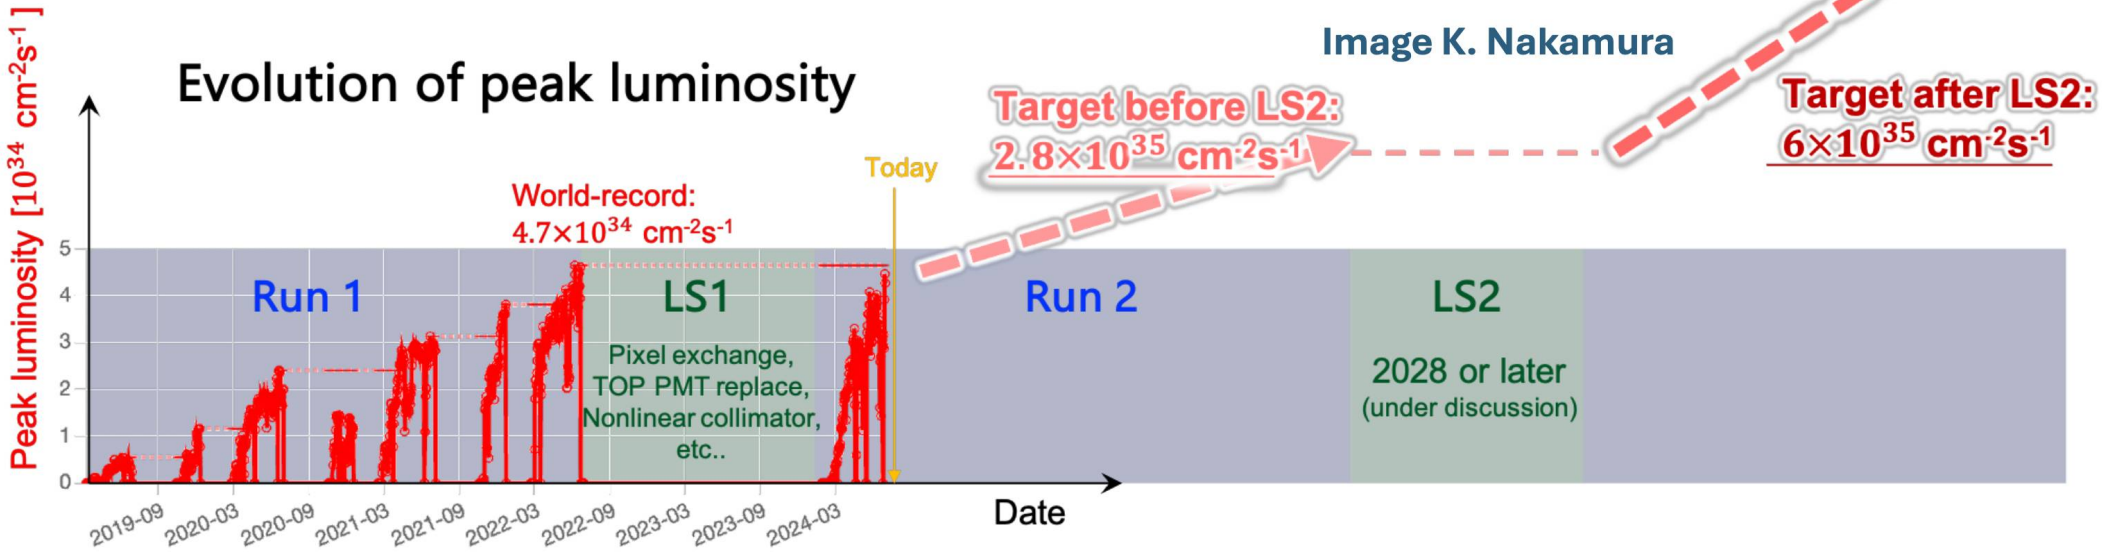 Image K. Nakamura
Evolution of peak luminosity
Peak luminosity [10³⁴ cm⁻²s⁻¹]
Target before LS2:
2.8×10³⁵ cm⁻²s⁻¹
Target after LS2:
6×10³⁵ cm⁻²s⁻¹
Today
World-record:
4.7×10³⁴ cm⁻²s⁻¹
5
4
3
2
1
0
Run 1
LS1
Pixel exchange,
TOP PMT replace,
Nonlinear collimator,
etc..
Run 2
LS2
2028 or later
(under discussion)
2019-09
2020-03
2020-09
2021-03
2021-09
2022-03
2022-09
2023-03
2023-09
2024-03
Date